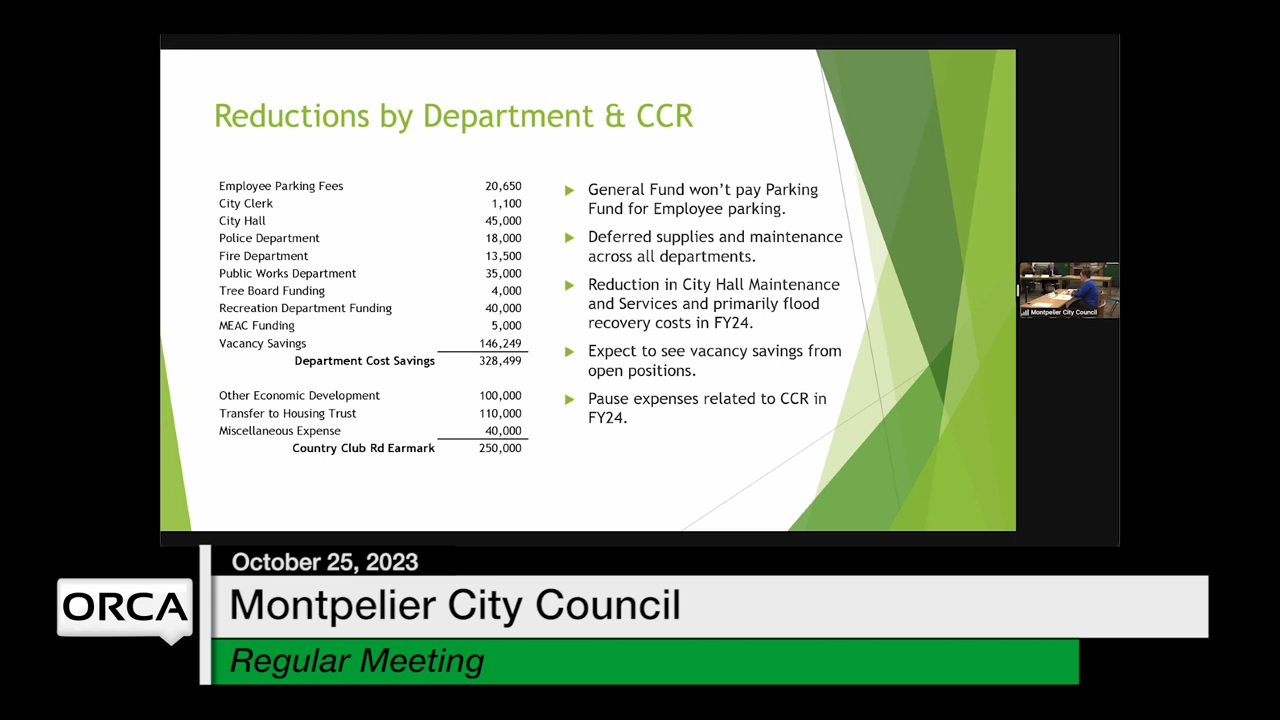 Reductions by Department & CCR
Employee Parking Fees 20,650
City Clerk 1,100
City Hall 45,000
Police Department 18,000
Fire Department 13,500
Public Works Department 35,000
Tree Board Funding 4,000
Recreation Department Funding 40,000
MEAC Funding 5,000
Vacancy Savings 146,249
Department Cost Savings 328,499
Other Economic Development 100,000
Transfer to Housing Trust 110,000
Miscellaneous Expense 40,000
Country Club Rd Earmark 250,000
General Fund won't pay Parking
Fund for Employee parking.
Deferred supplies and maintenance
across all departments.
Reduction in City Hall Maintenance
and Services and primarily flood
recovery costs in FY24.
Expect to see vacancy savings from
open positions.
Pause expenses related to CCR in
FY24.
Montpelier City Council
October 25, 2023
ORCA
Montpelier City Council
Regular Meeting